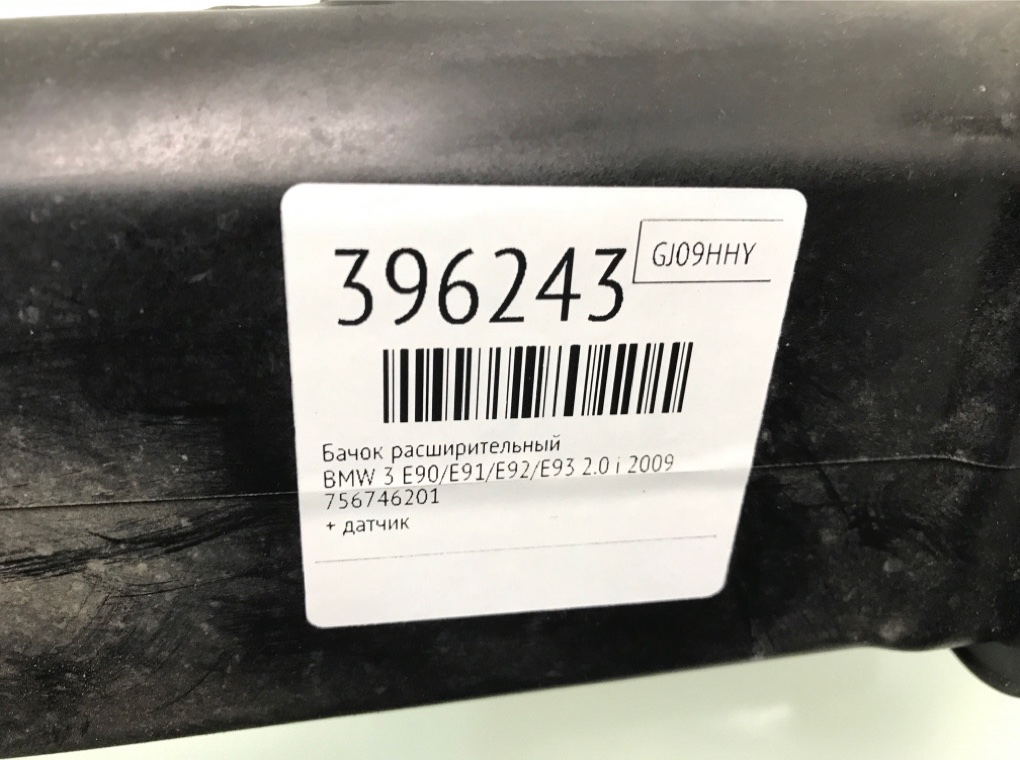 396243
GJ09HHY
Бачок расширительный
BMW 3 E90/E91/E92/E93 2.0 i 2009
756746201
+ датчик